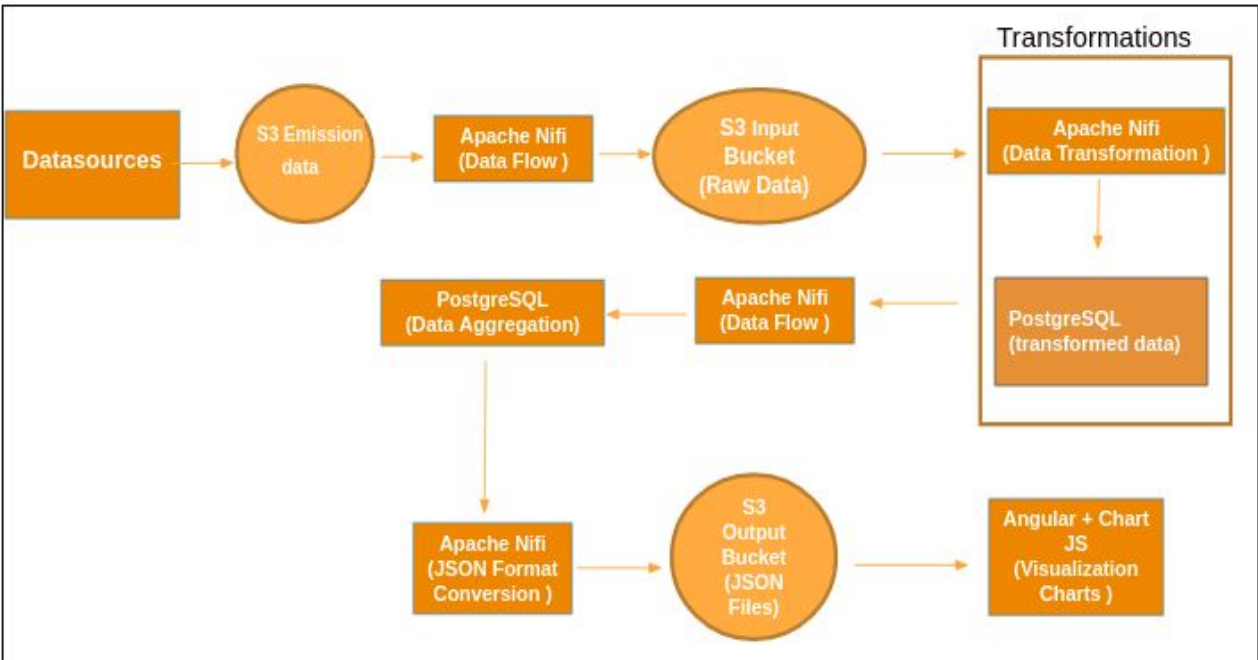 Transformations
Datasources
S3 Emission
data
Apache Nifi
(Data Flow )
S3 Input
Bucket
(Raw Data)
Apache Nifi
(Data Transformation )
PostgreSQL
(transformed data)
Apache Nifi
(Data Flow )
PostgreSQL
(Data Aggregation)
Apache Nifi
(JSON Format
Conversion )
S3
Output
Bucket
(JSON
Files)
Angular + Chart
JS
(Visualization
Charts )